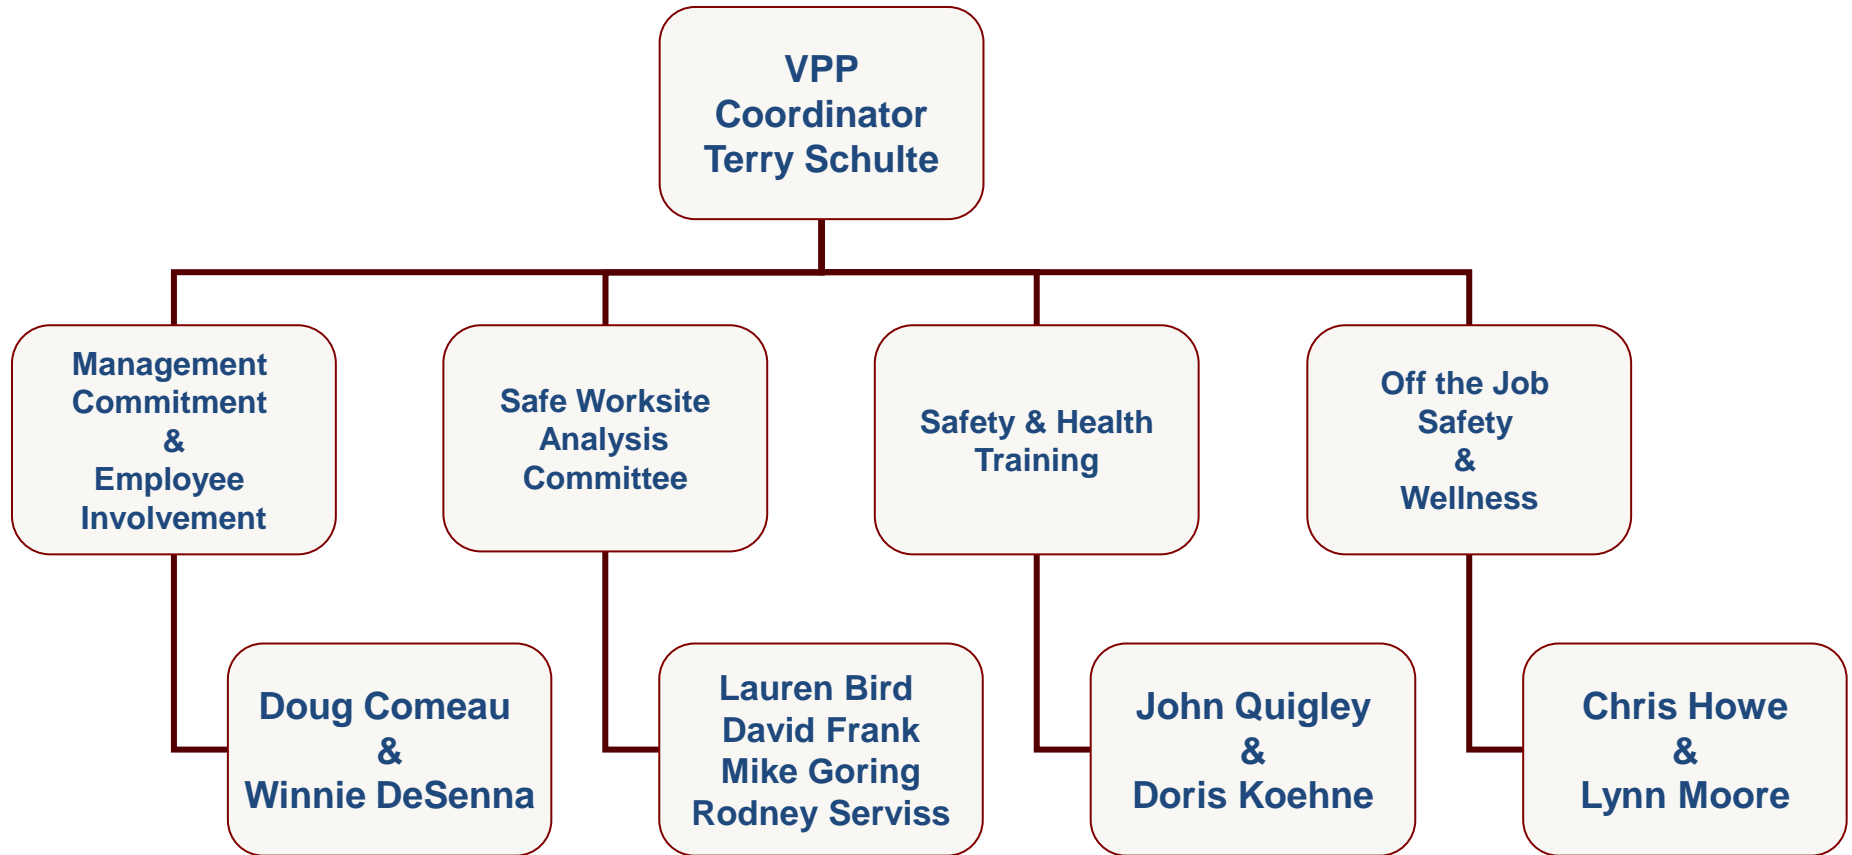 VPP
Coordinator
Terry Schulte
Management
Commitment
&
Employee
Involvement
Safe Worksite
Analysis
Committee
Safety & Health
Training
Off the Job
Safety
&
Wellness
Doug Comeau
&
Winnie DeSenna
Lauren Bird
David Frank
Mike Goring
Rodney Serviss
John Quigley
&
Doris Koehne
Chris Howe
&
Lynn Moore